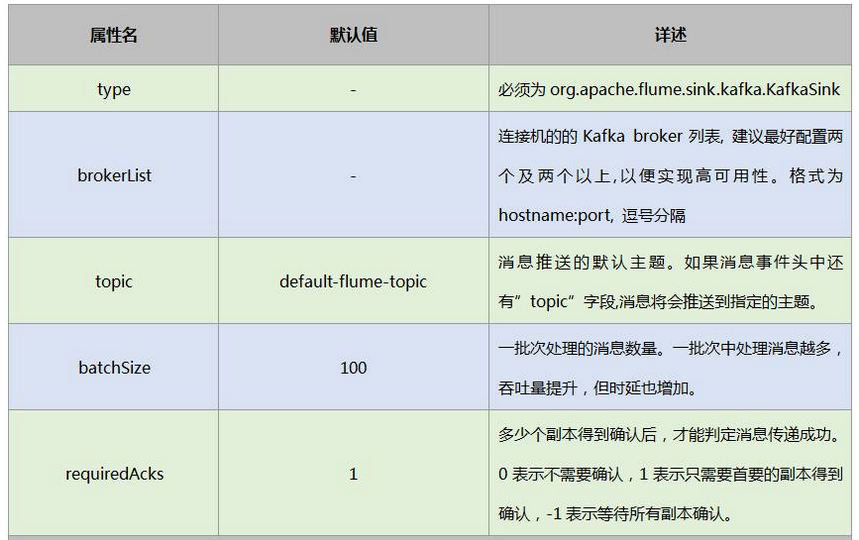 属性名 默认值 详述
type - 必须为org.apache.flume.sink.kafka.KafkaSink
连接机的的Kafka broker 列表, 建议最好配置两
brokerList - 个及两个以上,以便实现高可用性。格式为
hostname:port, 逗号分隔
消息推送的默认主题。如果消息事件头中还
topic default-flume-topic
有”topic”字段,消息将会推送到指定的主题。
一批次处理的消息数量。一批次中处理消息越多，
batchSize 100
吞吐量提升，但时延也增加。
多少个副本得到确认后，才能判定消息传递成功。
requiredAcks 1 0表示不需要确认，1表示只需要首要的副本得到
确认，-1表示等待所有副本确认。